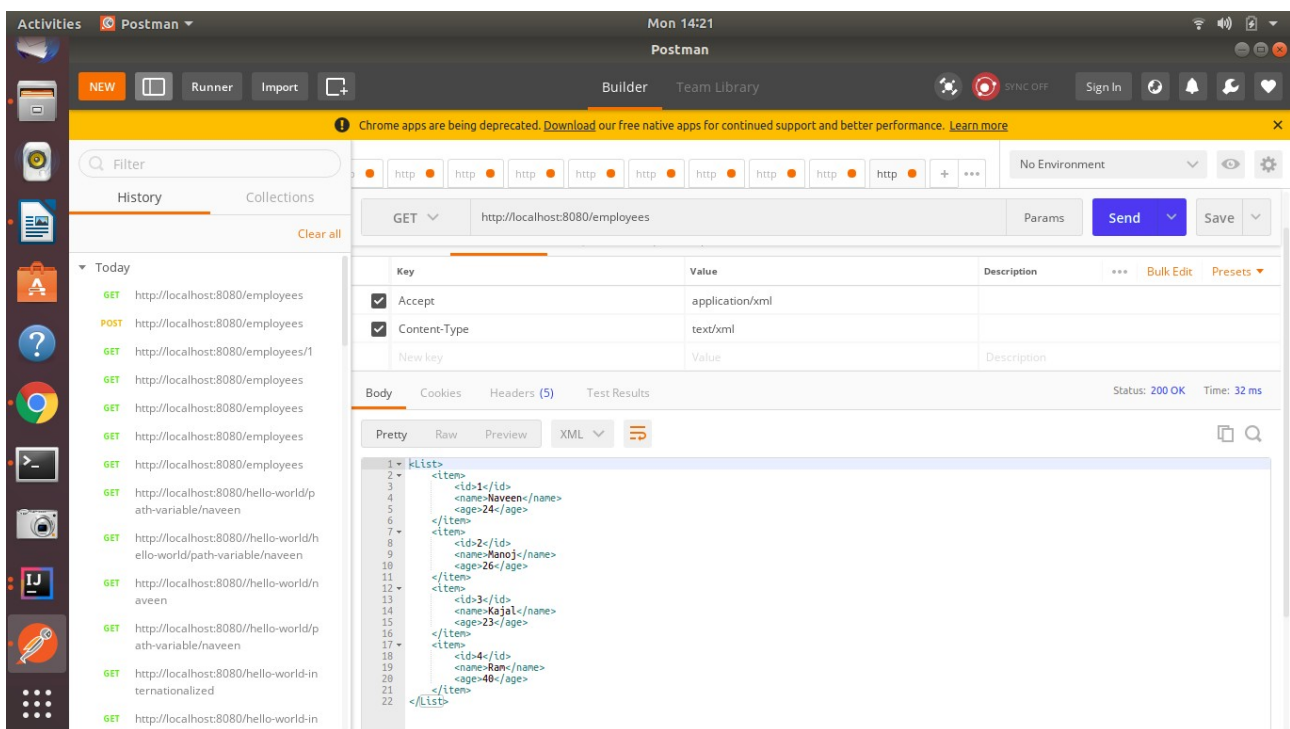 Activities Postman Mon 14:21
Postman
NEW Runner Import Builder Team Library SYNC OFF Sign In
Chrome apps are being deprecated. Download our free native apps for continued support and better performance. Learn more
Filter
History Collections
Clear all
Today
GET http://localhost:8080/employees
POST http://localhost:8080/employees
GET http://localhost:8080/employees/1
GET http://localhost:8080/employees
GET http://localhost:8080/employees
GET http://localhost:8080/employees
GET http://localhost:8080/employees
GET http://localhost:8080/hello-world/p
ath-variable/naveen
GET http://localhost:8080//hello-world/h
ello-world/path-variable/naveen
GET http://localhost:8080//hello-world/n
aveen
GET http://localhost:8080//hello-world/p
ath-variable/naveen
GET http://localhost:8080/hello-world-in
ternationalized
GET http://localhost:8080/hello-world-in
http http http http http http http http http + No Environment
GET http://localhost:8080/employees Params Send Save
Key Value Description Bulk Edit Presets
Accept application/xml
Content-Type text/xml
New key Value Description
Body Cookies Headers (5) Test Results Status: 200 OK Time: 32 ms
Pretty Raw Preview XML
1 <List>
2 <item>
3 <id>1</id>
4 <name>Naveen</name>
5 <age>24</age>
6 </item>
7 <item>
8 <id>2</id>
9 <name>Manoj</name>
10 <age>26</age>
11 </item>
12 <item>
13 <id>3</id>
14 <name>Kajal</name>
15 <age>23</age>
16 </item>
17 <item>
18 <id>4</id>
19 <name>Ram</name>
20 <age>40</age>
21 </item>
22 </List>